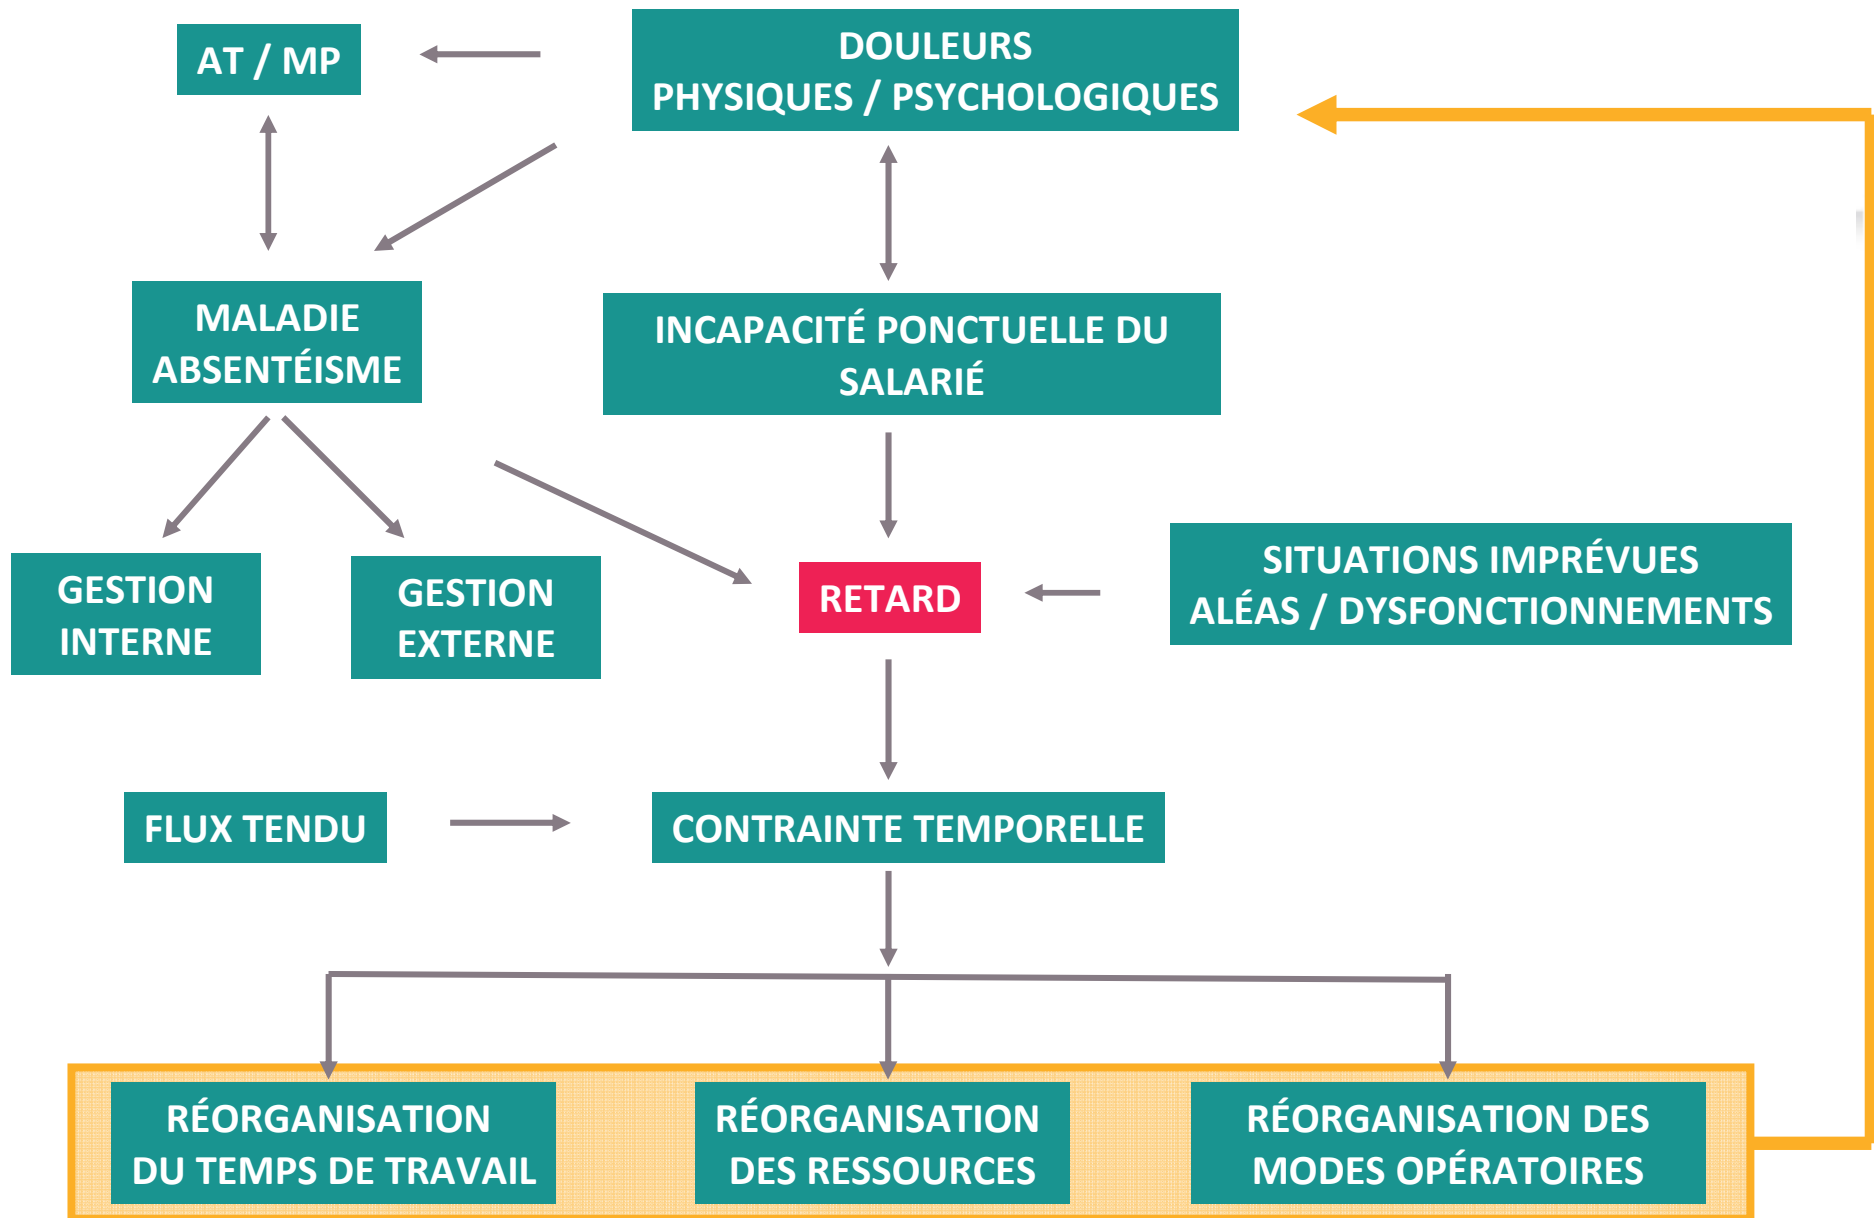 AT / MP
DOULEURS
PHYSIQUES / PSYCHOLOGIQUES
MALADIE
ABSENTÉISME
INCAPACITÉ PONCTUELLE DU
SALARIÉ
GESTION
INTERNE
GESTION
EXTERNE
RETARD
SITUATIONS IMPRÉVUES
ALÉAS / DYSFONCTIONNEMENTS
FLUX TENDU
CONTRAINTE TEMPORELLE
RÉORGANISATION
DU TEMPS DE TRAVAIL
RÉORGANISATION
DES RESSOURCES
RÉORGANISATION DES
MODES OPÉRATOIRES